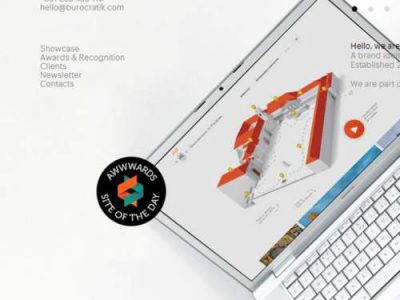 hello@burocratik.com
Showcase
Awards & Recognition
Clients
Newsletter
Contacts
Hello, we are
A brand
Established 2
We are part o
AWWWARDS
SITE OF THE DAY